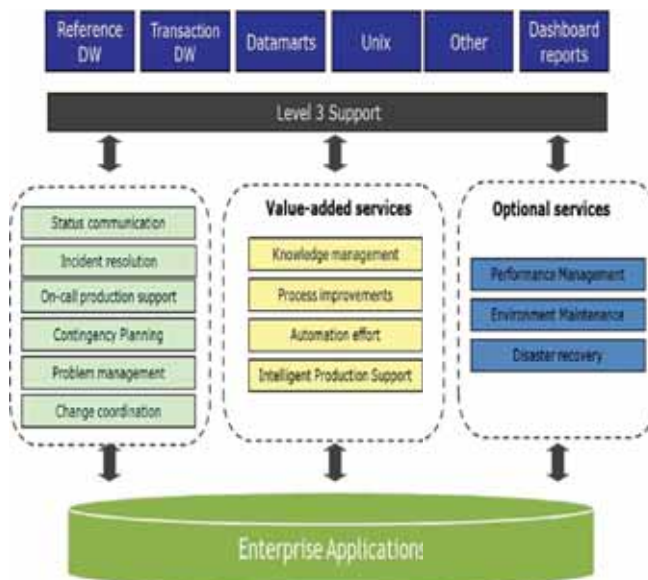 Reference
DW
Transaction
DW
Datamarts
Unix
Other
Dashboard
reports
Level 3 Support
Status communication
Incident resolution
On-call production support
Contingency Planning
Problem management
Change coordination
Value-added services
Knowledge management
Process improvements
Automation effort
Intelligent Production Support
Optional services
Performance Management
Environment Maintenance
Disaster recovery
Enterprise Applications